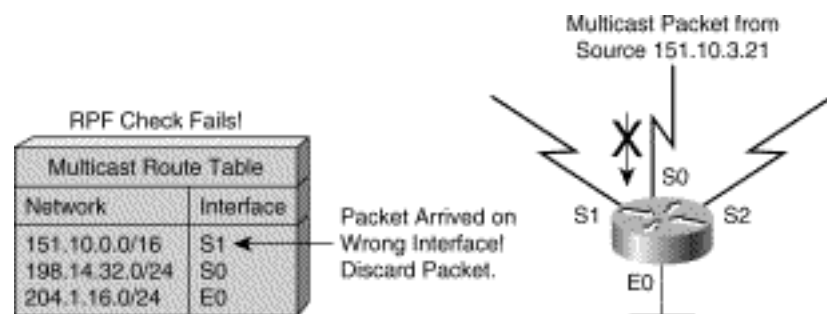 Multicast Packet from
Source 151.10.3.21
RPF Check Fails!
Multicast Route Table
Network Interface
151.10.0.0/16 S1
198.14.32.0/24 S0
204.1.16.0/24 E0
Packet Arrived on
Wrong Interface!
Discard Packet.
X
S0
S1
S2
E0